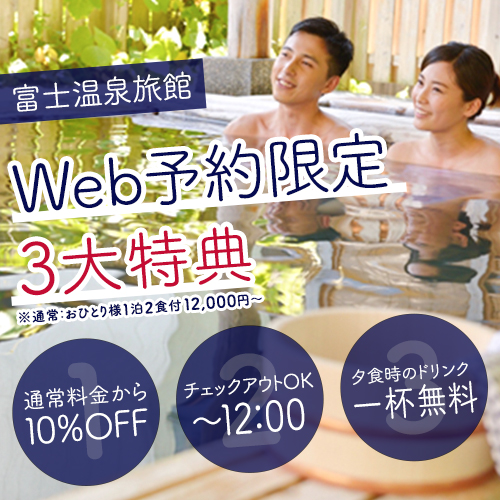 富士温泉旅館
Web予約限定
3大特典
※通常：おひとり様1泊2食付12,000円～
1
通常料金から
10%OFF
2
チェックアウトOK
～12:00
3
夕食時のドリンク
一杯無料